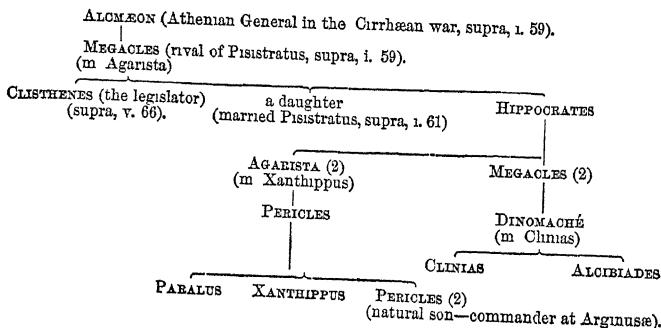 ALCMÆON (Athenian General in the Cirrhæan war, supra, i. 59).
MEGACLES (rival of Pisistratus, supra, i. 59).
(m Agarista)
CLISTHENES (the legislator)
(supra, v. 66).
a daughter
(married Pisistratus, supra, i. 61)
HIPPOCRATES
AGARISTA (2)
(m Xanthippus)
MEGACLES (2)
PERICLES
DINOMACHÉ
(m Clinias)
CLINIAS
ALCIBIADES
PARALUS
XANTHIPPUS
PERICLES (2)
(natural son—commander at Arginusæ).